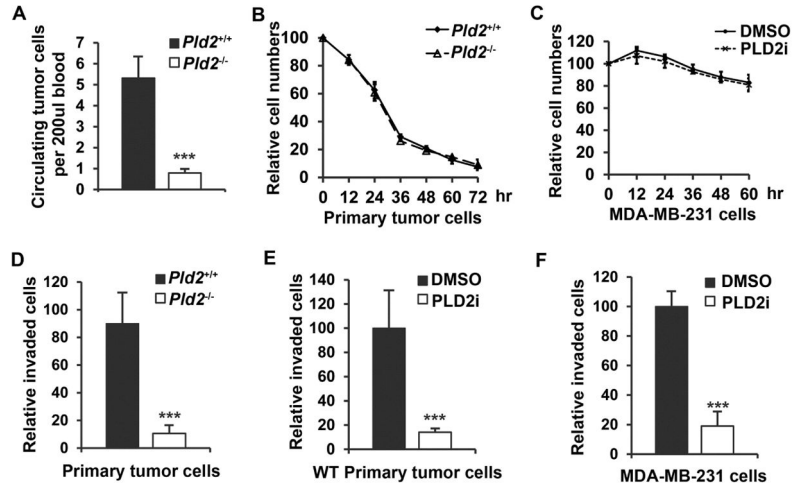 A
Circulating tumor cells
per 200ul blood
7
6
5
4
3
2
1
0
Pld2+/+
Pld2-/-
***
B
Relative cell numbers
100
80
60
40
20
0
Pld2+/+
Pld2-/-
0 12 24 36 48 60 72 hr
Primary tumor cells
C
Relative cell numbers
120
100
80
60
40
20
0
DMSO
PLD2i
0 12 24 36 48 60 hr
MDA-MB-231 cells
D
Relative invaded cells
120
100
80
60
40
20
0
Pld2+/+
Pld2-/-
***
Primary tumor cells
E
Relative invaded cells
140
120
100
80
60
40
20
0
DMSO
PLD2i
***
WT Primary tumor cells
F
Relative invaded cells
120
100
80
60
40
20
0
DMSO
PLD2i
***
MDA-MB-231 cells